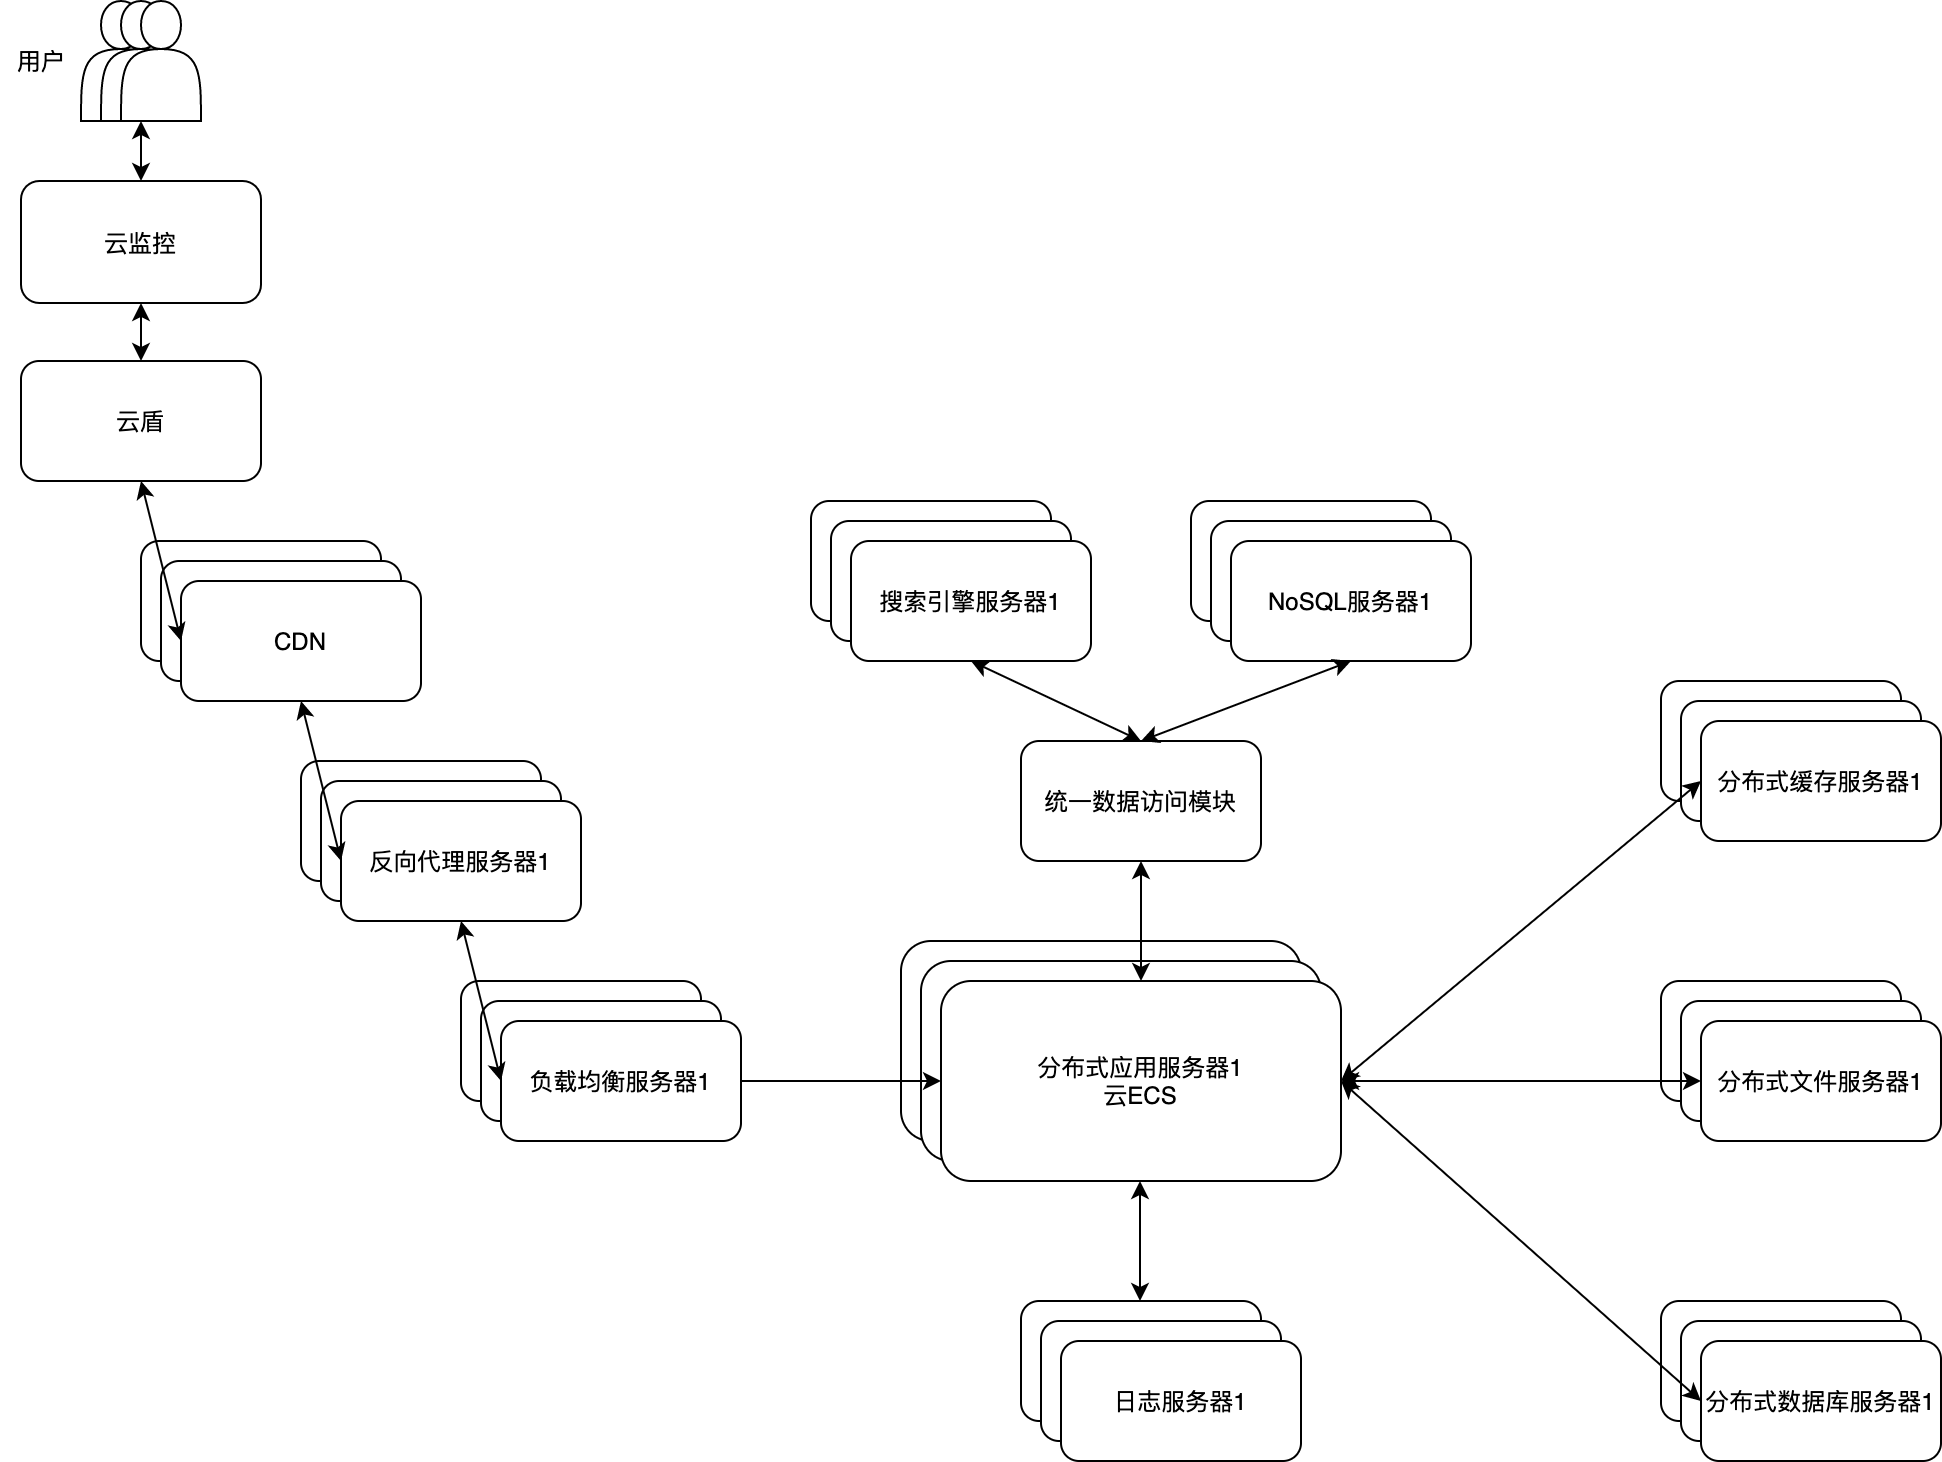 用户
云监控
云盾
CDN
反向代理服务器1
负载均衡服务器1
搜索引擎服务器1
NoSQL服务器1
统一数据访问模块
分布式应用服务器1
云ECS
日志服务器1
分布式缓存服务器1
分布式文件服务器1
分布式数据库服务器1